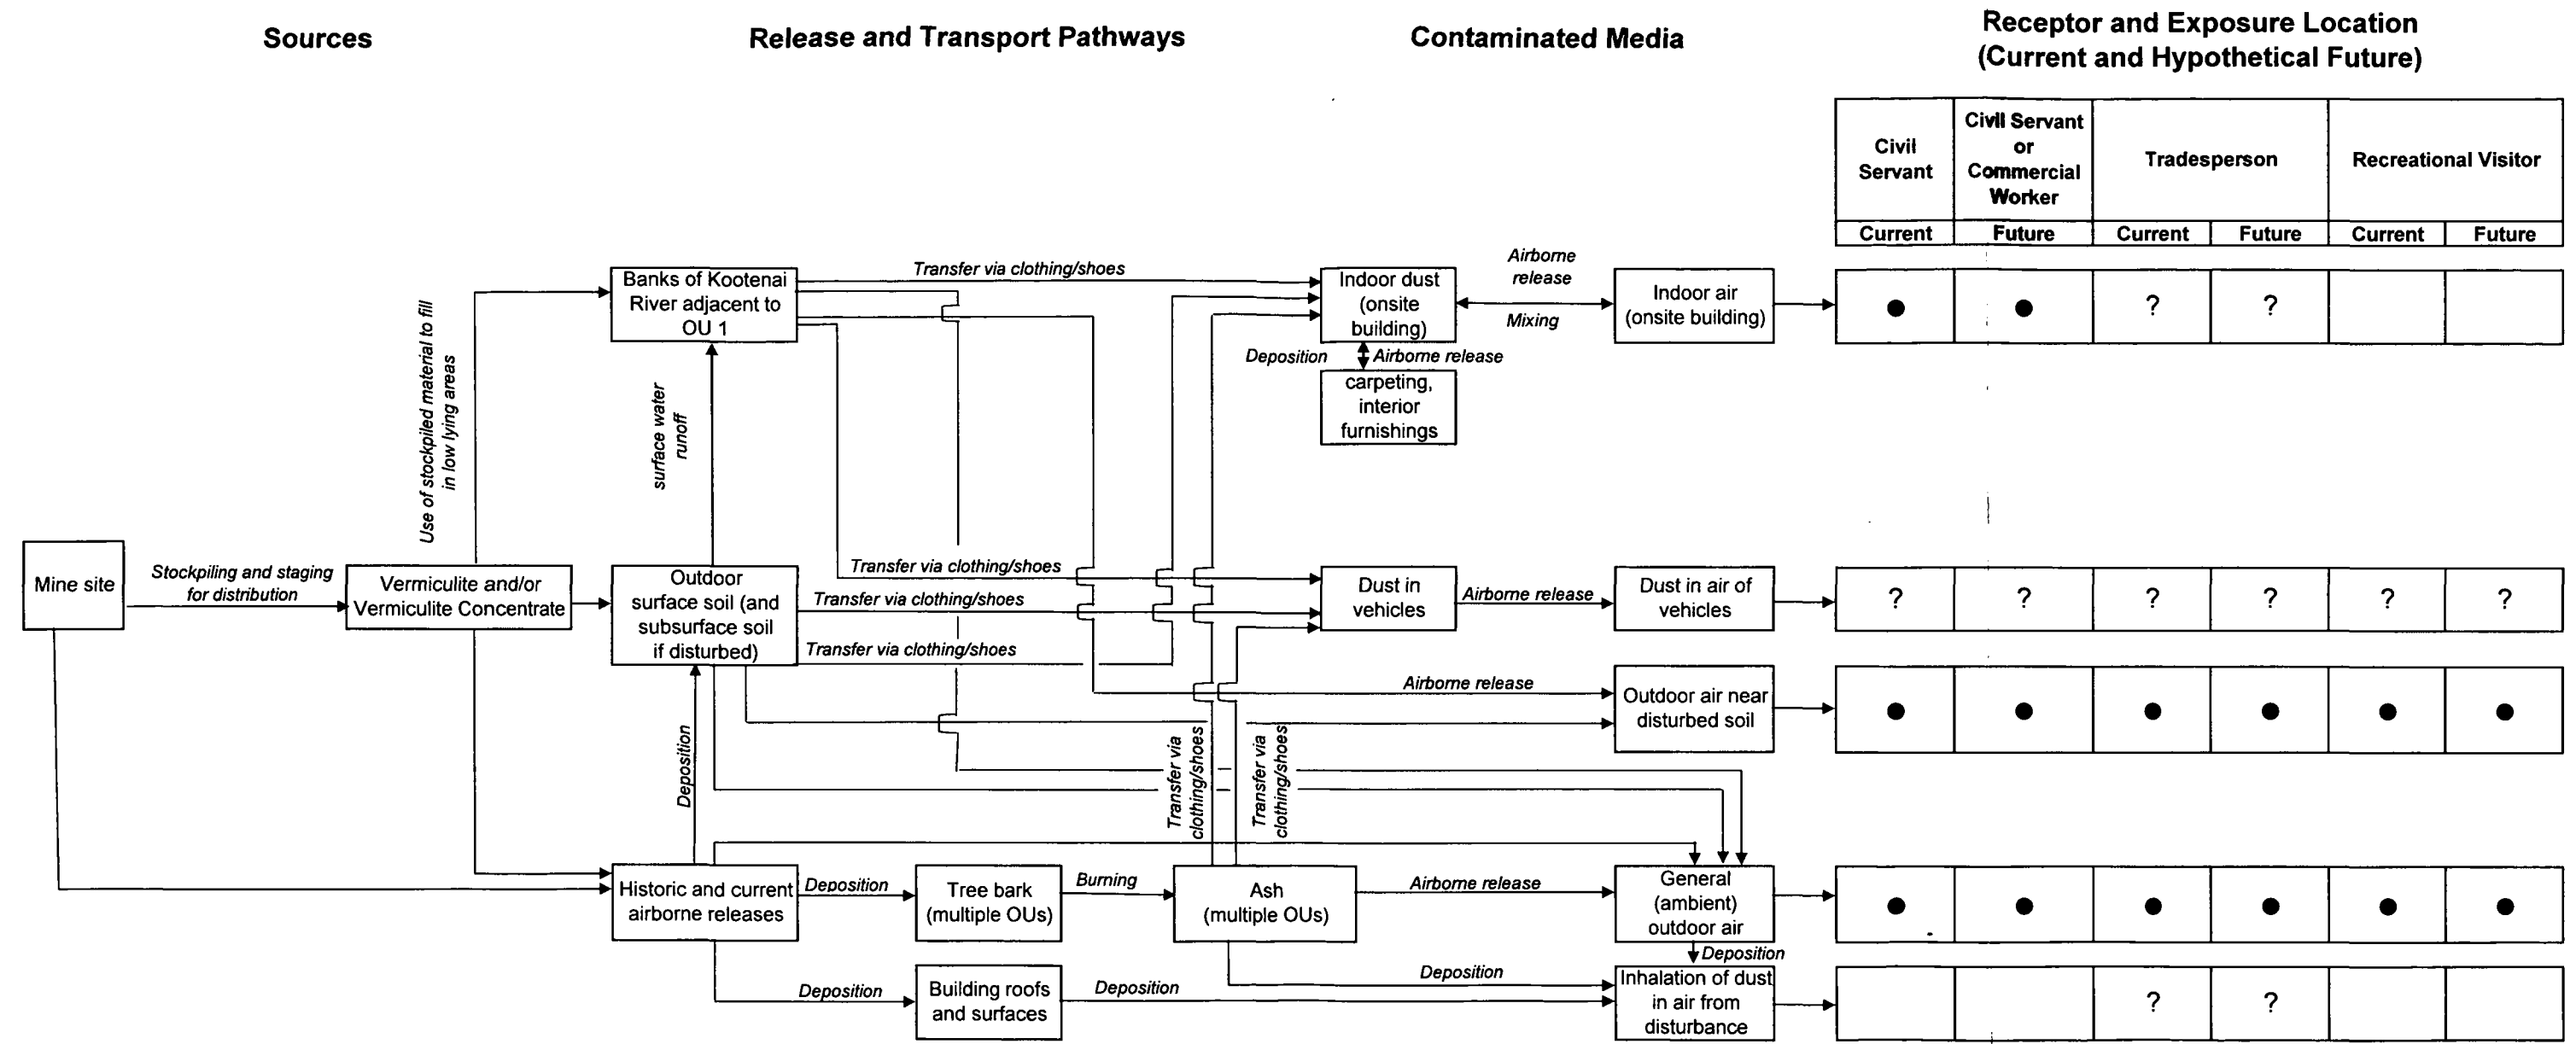 Sources
Release and Transport Pathways
Contaminated Media
Receptor and Exposure Location
(Current and Hypothetical Future)
Civil
Servant
Civil Servant
or
Commercial
Worker
Tradesperson
Recreational Visitor
Current
Future
Current
Future
Current
Future
Banks of Kootenai
River adjacent to
OU 1
Transfer via clothing/shoes
Indoor dust
(onsite
building)
Airborne
release
Mixing
Indoor air
(onsite building)
?
?
Deposition
Airborne release
carpeting,
interior
furnishings
Use of stockpiled material to fill
in low lying areas
surface water
runoff
Mine site
Stockpiling and staging
for distribution
Vermiculite and/or
Vermiculite Concentrate
Outdoor
surface soil (and
subsurface soil
if disturbed)
Transfer via clothing/shoes
Transfer via clothing/shoes
Transfer via clothing/shoes
Dust in
vehicles
Airborne release
Dust in air of
vehicles
?
?
?
?
?
?
Airborne release
Outdoor air near
disturbed soil
Deposition
Transfer via
clothing/shoes
Transfer via
clothing/shoes
Historic and current
airborne releases
Deposition
Tree bark
(multiple OUs)
Burning
Ash
(multiple OUs)
Airborne release
General
(ambient)
outdoor air
Deposition
Deposition
Building roofs
and surfaces
Deposition
Deposition
Inhalation of dust
in air from
disturbance
?
?